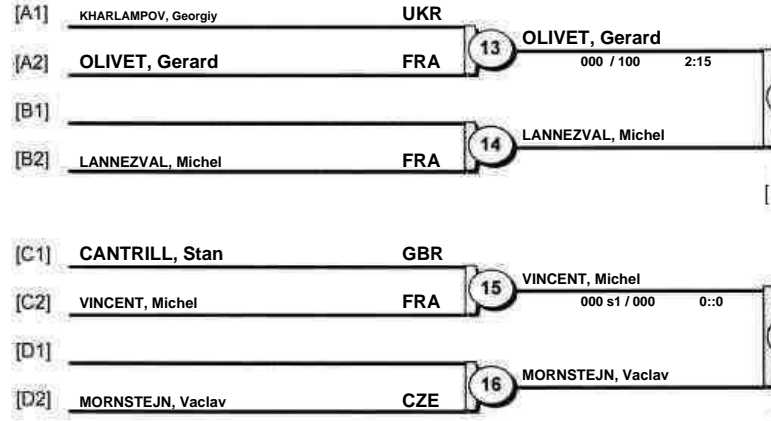 [A1] KHARLAMPOV, Georgiy UKR
13 OLIVET, Gerard
[A2] OLIVET, Gerard FRA
000 / 100 2:15
[B1]
14 LANNEZVAL, Michel
[B2] LANNEZVAL, Michel FRA
[
[C1] CANTRILL, Stan GBR
15 VINCENT, Michel
[C2] VINCENT, Michel FRA
000 s1 / 000 0::0
[D1]
16 MORNSTEJN, Vaclav
[D2] MORNSTEJN, Vaclav CZE